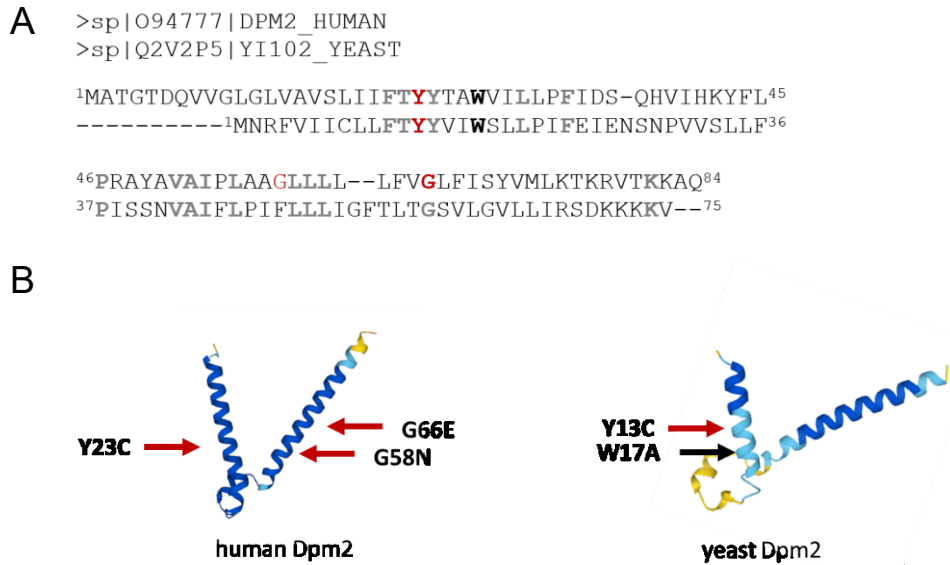 A
>sp|O94777|DPM2_HUMAN
>sp|Q2V2P5|YI102_YEAST
1MATGTDQVVGLGLVAVSLIIFTYYTAWVILLPFIDS-QHVIHKYFL45
-----------1MNRFVIICLLFTYYVIWSLLPIFEIENSNPVVSLLF36
46PRAYAVAIPLAAGLLLL--LFVGLFISYVMLKTKRVTKKAQ84
37PISSNVAIFLPIFLLLIGFTLTGSVLGVLLIRSDKKKKV--75
B
Y23C
G66E
G58N
Y13C
W17A
human Dpm2
yeast Dpm2